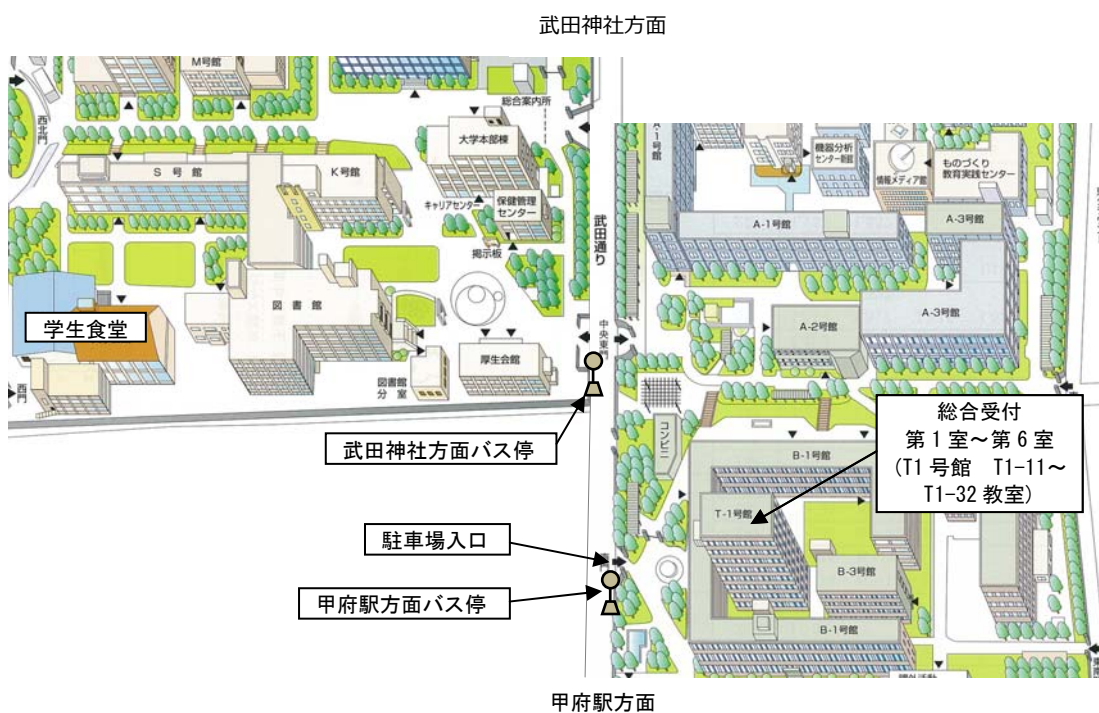 武田神社方面
M号館
総合案内所
西北門
大学本部棟
S号館
K号館
キャリアセンター
保健管理
センター
掲示板
武田通り
学生食堂
図書館
中央東門
厚生会館
図書館
分室
西門
武田神社方面バス停
駐車場入口
甲府駅方面バス停
A-1号館
機器分析
センター新館
情報メディア館
ものづくり
教育実践センター
A-1号館
A-3号館
A-2号館
A-3号館
コンビニ
総合受付
第1室～第6室
(T1号館 T1-11～
T1-32教室)
B-1号館
T-1号館
B-3号館
B-1号館
甲府駅方面